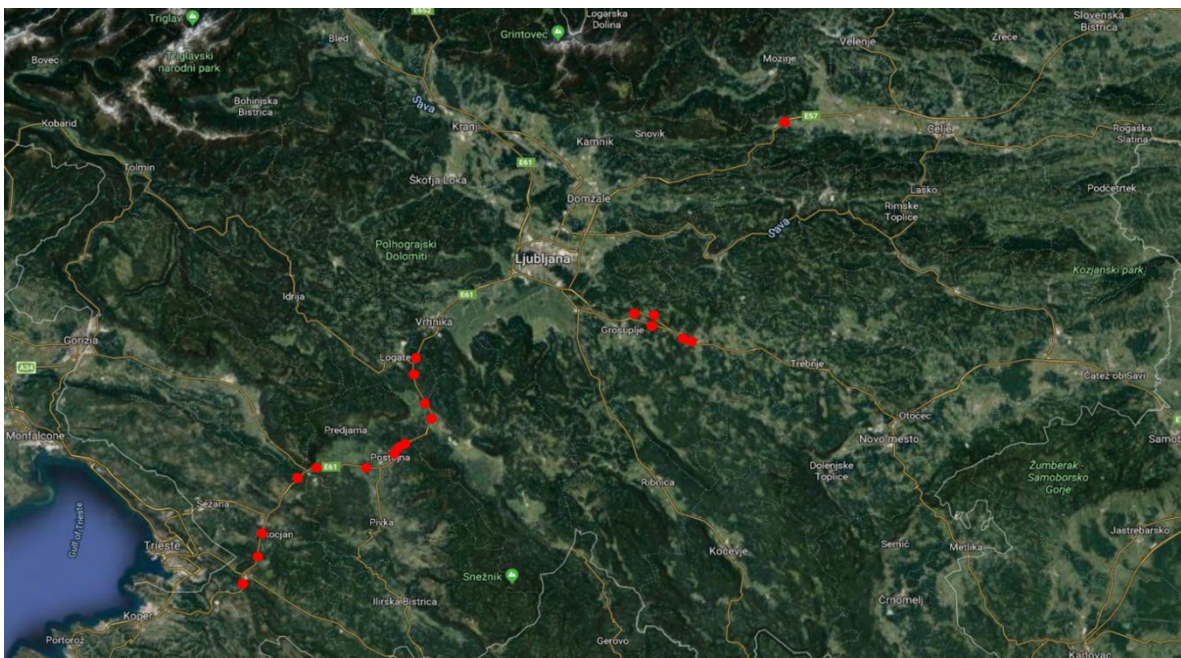 E652
Logarska
Dolina
Triglav
Grintovec
Slovenska
Bistrica
Bled
Velenje
Zreče
Bovec
Triglavski
narodni park
Mozirje
Bohinjska
Bistrica
Sava
E57
Kobarid
Kranj
Celje
Snovik
Rogaška
Slatina
Kamnik
E61
Tolmin
Škofja Loka
Laško
Podčetrtek
Domžale
Rimske
Toplice
Sava
Polhograjski
Dolomiti
Ljubljana
Kozjanski park
Idrija
E61
Vrhnika
Grosuplje
Gorizia
Logatec
Trebnje
A34
Čatež ob Savi
Otočec
Predjama
Monfalcone
Novo mesto
Postojna
E61
Dolenjske
Toplice
Žumberak -
Samoborsko
Gorje
Ribnica
Sežana
Gulf of Trieste
Pivka
Jastrebarsko
Trieste
Semič
Metlika
Kočevje
Snežnik
Ilirska Bistrica
Črnomelj
Koper
Portorož
Gerovo
Karlovac